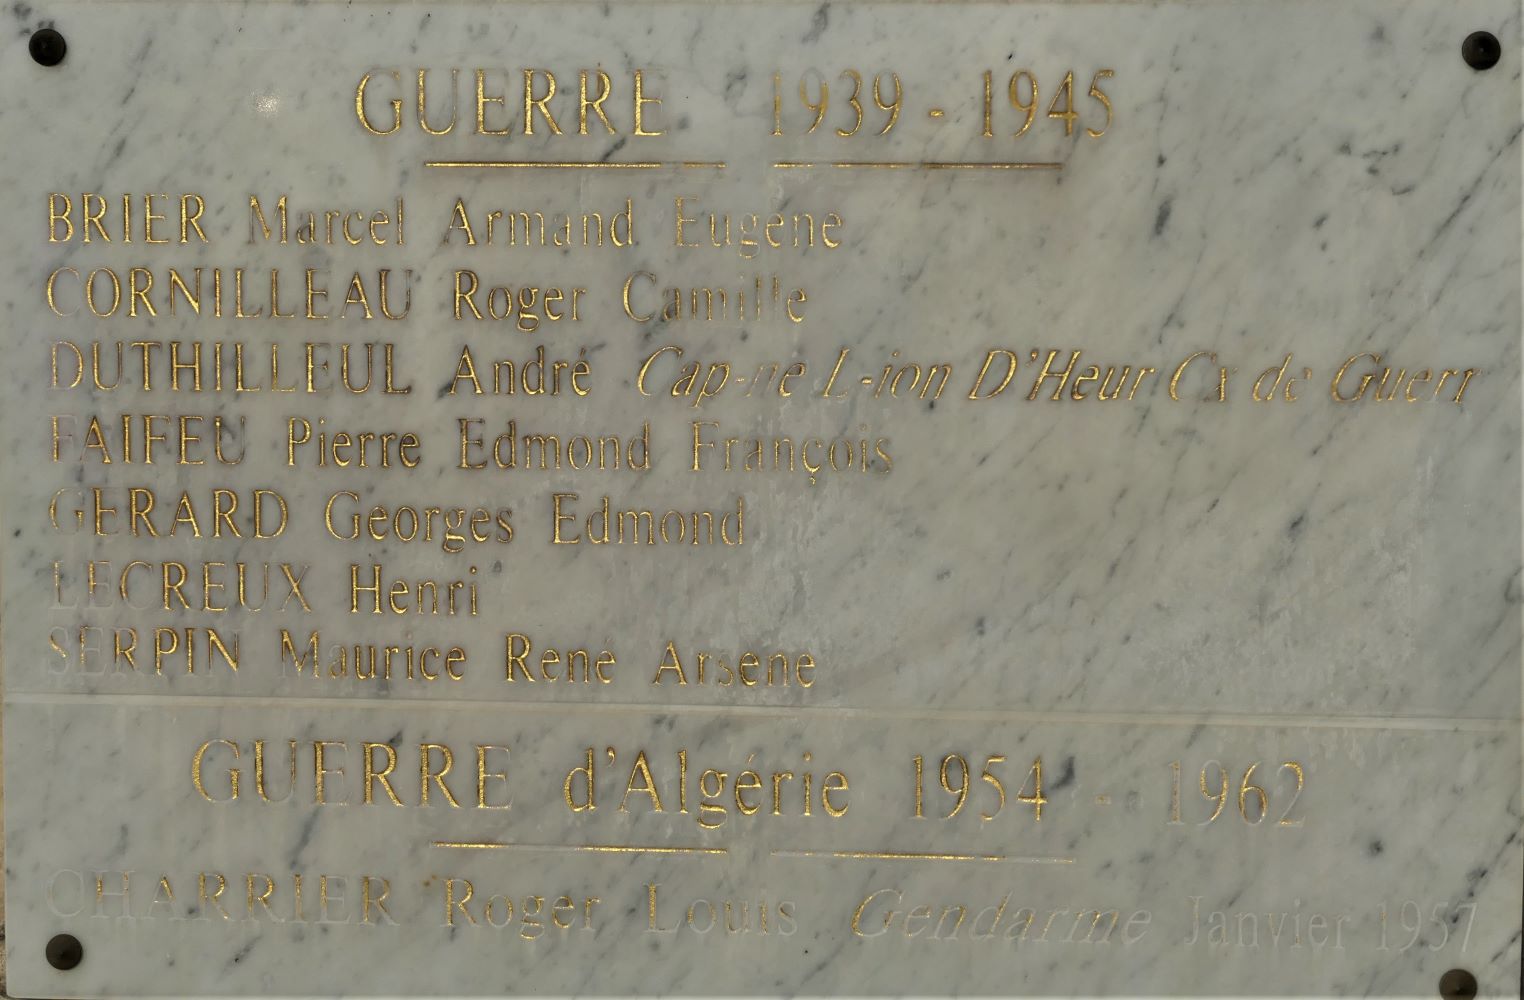 GUERRE 1939 - 1945
BRIER Marcel Armand Eugene
CORNILLEAU Roger Camille
DUTHILLEUL André Cap-ne L-ion D'Heur Cx de Guerr
FAIFEU Pierre Edmond François
GERARD Georges Edmond
LECREUX Henri
SERPIN Maurice René Arsene
GUERRE d'Algérie 1954 - 1962
CHARRIER Roger Louis Gendarme Janvier 1957